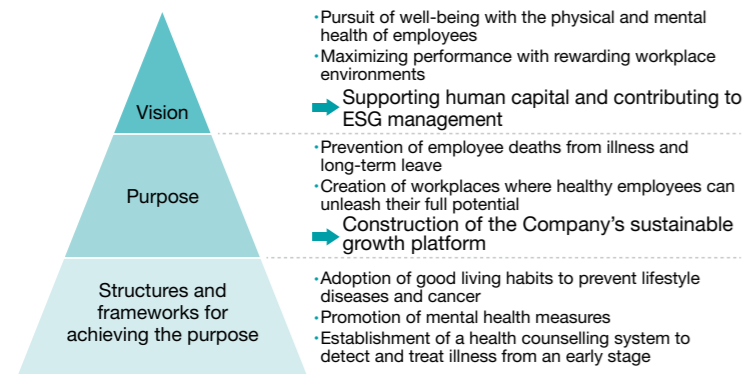 Vision
・Pursuit of well-being with the physical and mental
health of employees
・Maximizing performance with rewarding workplace
environments
Supporting human capital and contributing to
ESG management
Purpose
・Prevention of employee deaths from illness and
long-term leave
・Creation of workplaces where healthy employees can
unleash their full potential
Construction of the Company’s sustainable
growth platform
Structures and
frameworks for
achieving the purpose
・Adoption of good living habits to prevent lifestyle
diseases and cancer
・Promotion of mental health measures
・Establishment of a health counselling system to
detect and treat illness from an early stage